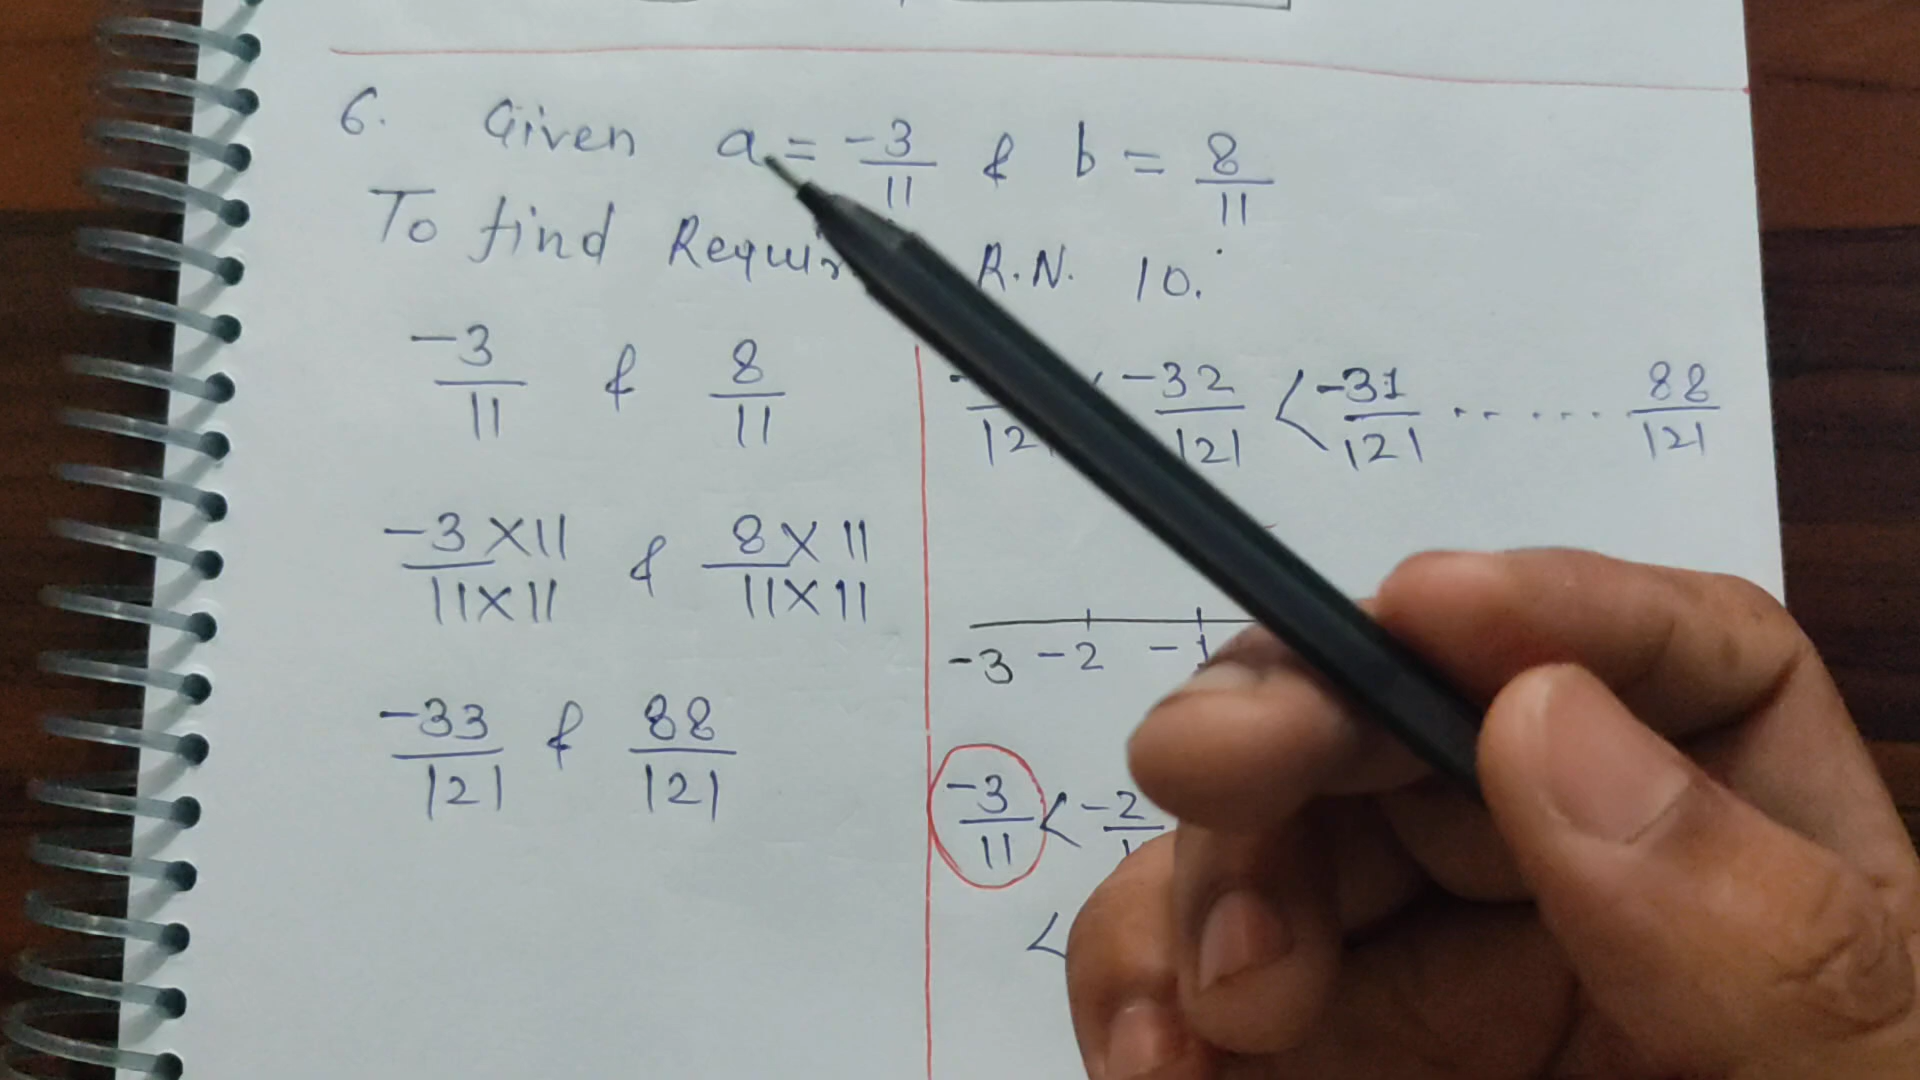 6. Given a = -3/11 & b = 8/11
To find R.N. 10.
-3/11 & 8/11
-3×11/11×11 & 8×11/11×11
-33/121 & 88/121
< -32/121 < -31/121 ...... 88/121
-3 -2 -1
-3/11 < -2
<